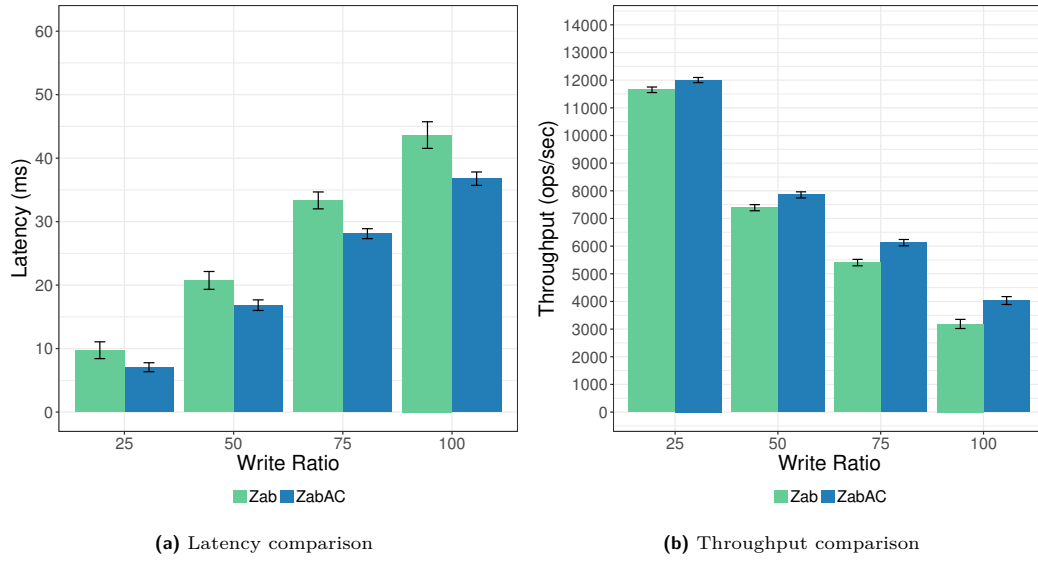 60
50
40
30
20
10
0
Latency (ms)
25 50 75 100
Write Ratio
Zab ZabAC
(a) Latency comparison
14000
13000
12000
11000
10000
9000
8000
7000
6000
5000
4000
3000
2000
1000
0
Throughput (ops/sec)
25 50 75 100
Write Ratio
Zab ZabAC
(b) Throughput comparison